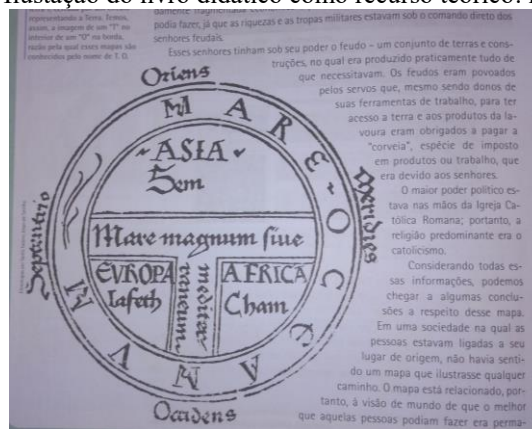 Ilustração do livro didático como recurso teórico.
representando a Terra. Temos,
assim, a imagem de um "T" no
interior de um "O" na borda,
razão pela qual esses mapas são
conhecidos pelo nome de T. O.
podia fazer, já que as riquezas e as tropas militares estavam sob o comando direto dos
senhores feudais.
Esses senhores tinham sob seu poder o feudo – um conjunto de terras e cons-
truções, no qual era produzido praticamente tudo de
que necessitavam. Os feudos eram povoados
pelos servos que, mesmo sendo donos de
suas ferramentas de trabalho, para ter
acesso a terra e aos produtos da la-
voura eram obrigados a pagar a
"corveia", espécie de imposto
em produtos ou trabalho, que
era devido aos senhores.
O maior poder político es-
tava nas mãos da Igreja Ca-
tólica Romana; portanto, a
religião predominante era o
catolicismo.
Considerando todas es-
sas informações, podemos
chegar a algumas conclu-
sões a respeito desse mapa.
Em uma sociedade na qual as
pessoas estavam ligadas a seu
lugar de origem, não havia senti-
do um mapa que ilustrasse qualquer
caminho. O mapa está relacionado, por-
tanto, à visão de mundo de que o melhor
que aquelas pessoas podiam fazer era perma-
Oriens
MARE OCEANVM
Septentrio
Meridies
ASIA
Sem
Mare magnum siue
EVROPA
Iafeth
mediter
raneum
AFRICA
Cham
Occidens